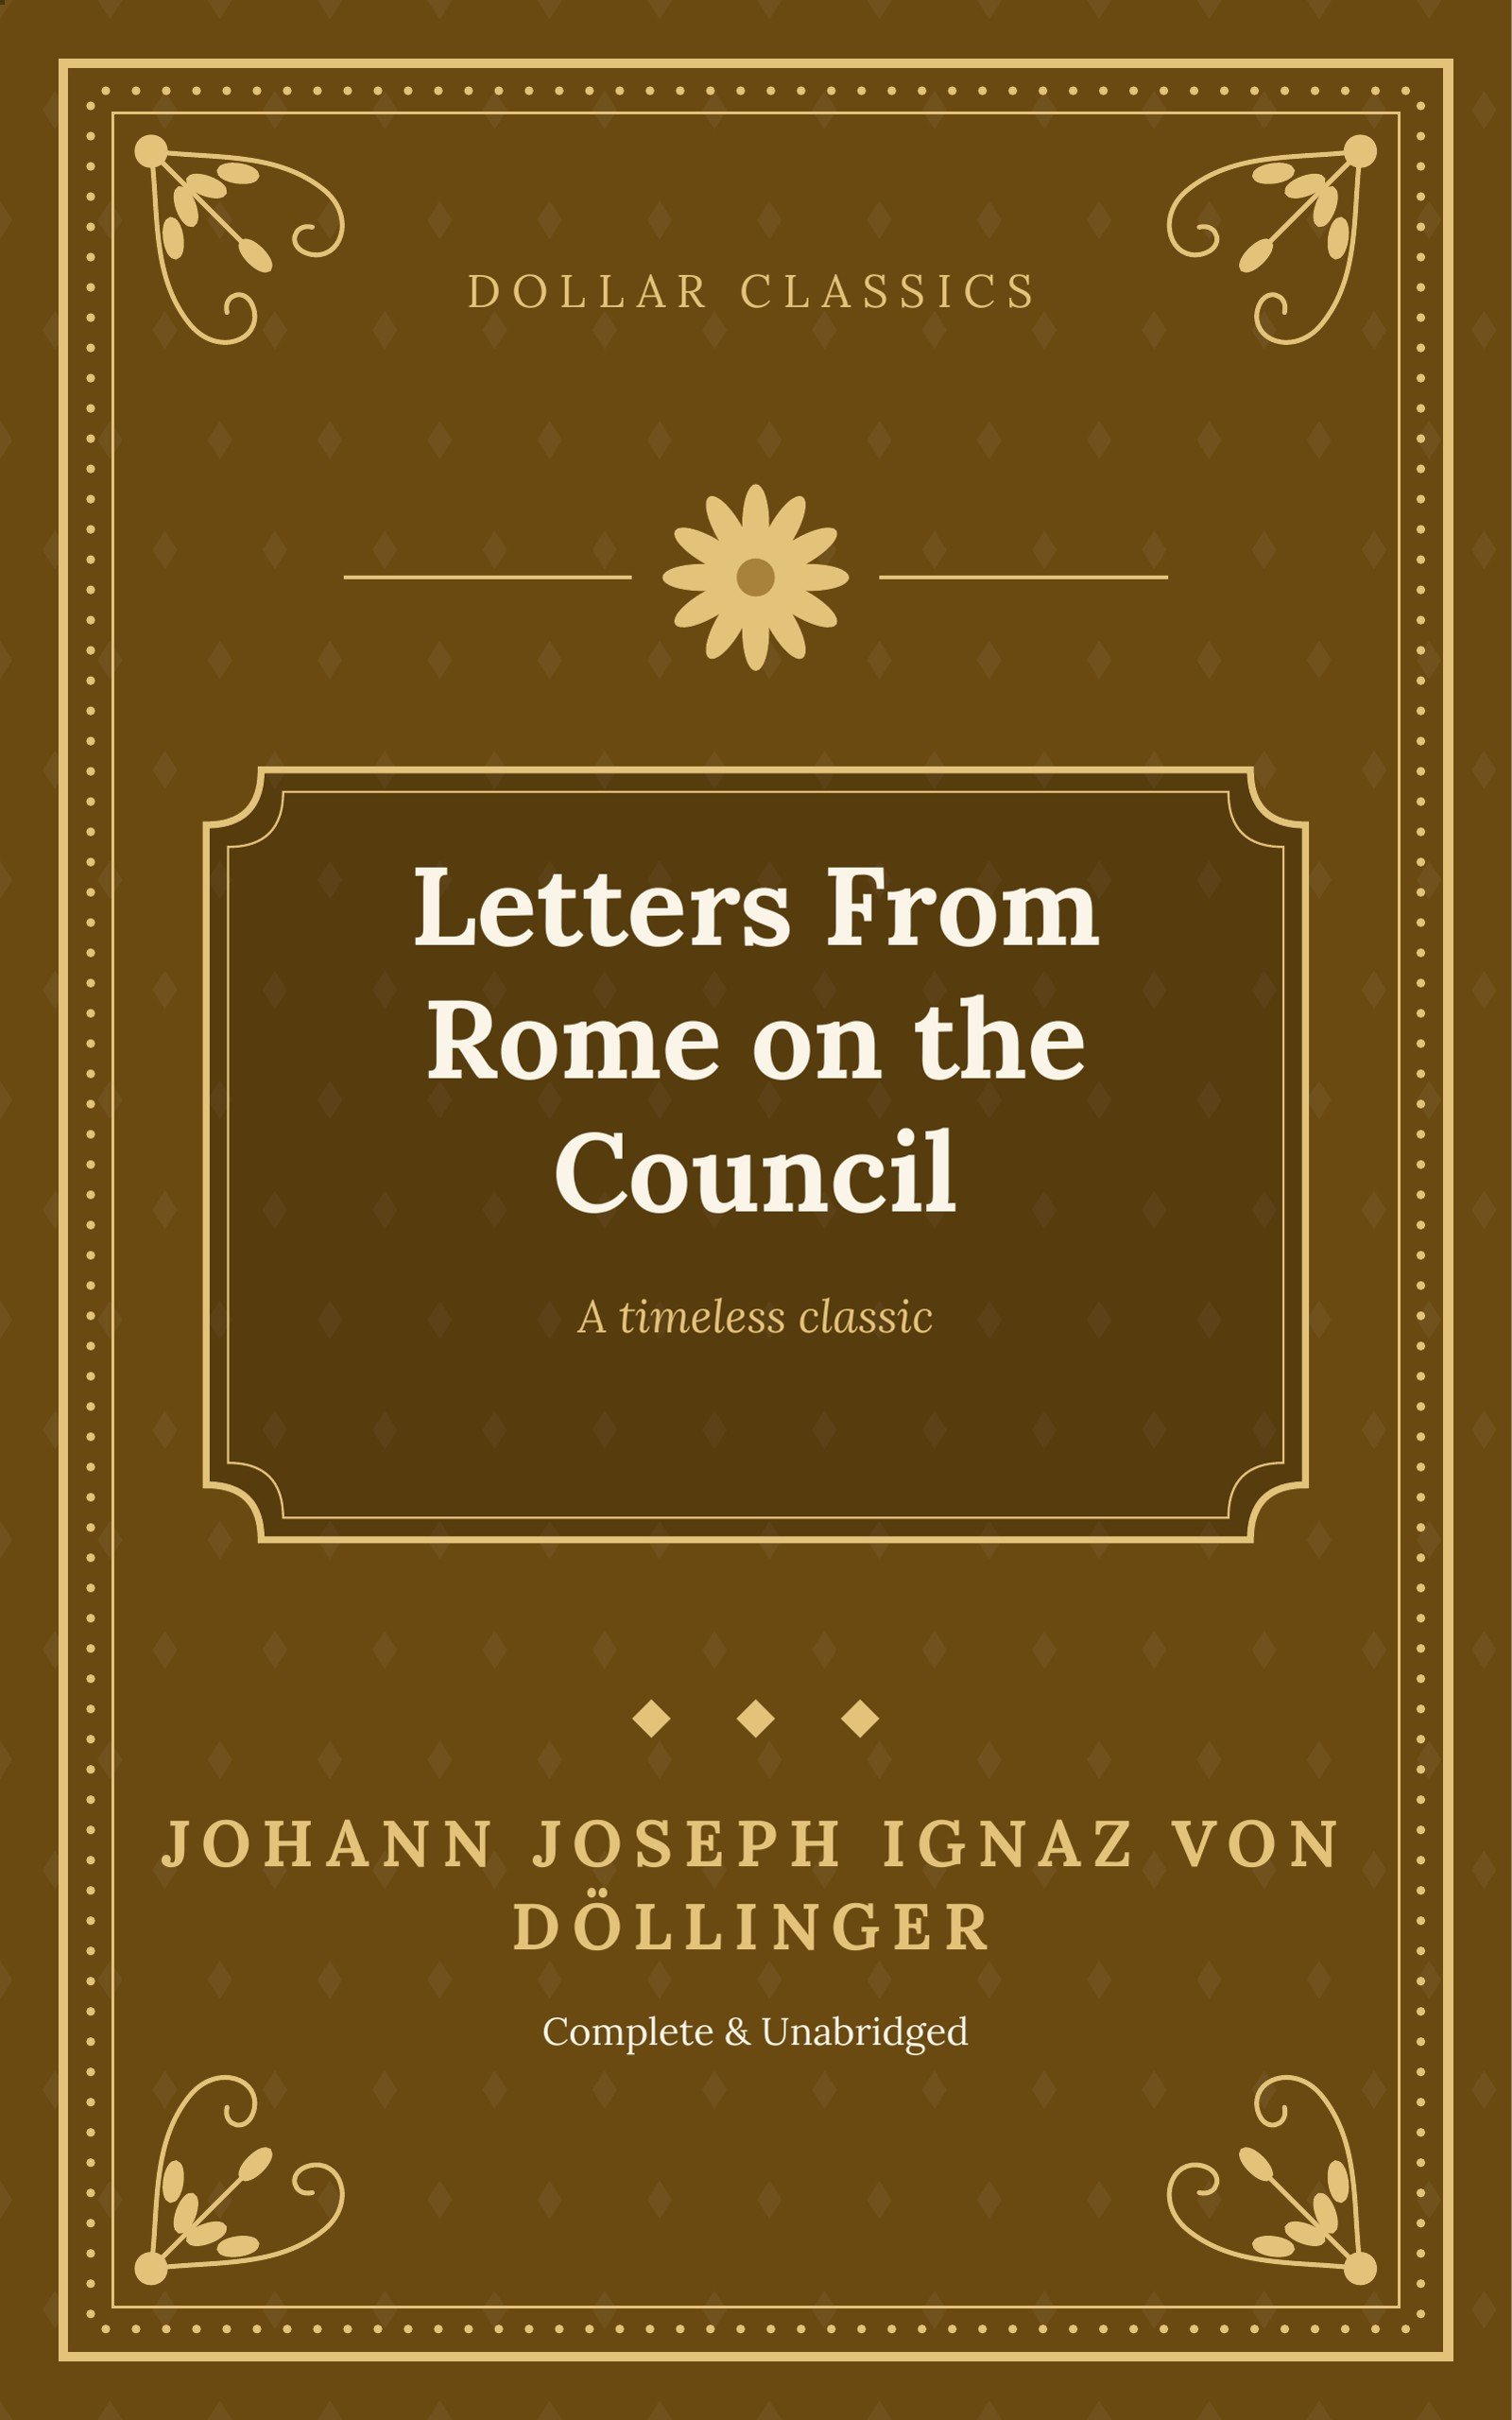 DOLLAR CLASSICS
Letters From
Rome on the
Council
A timeless classic
JOHANN JOSEPH IGNAZ VON
DÖLLINGER
Complete & Unabridged